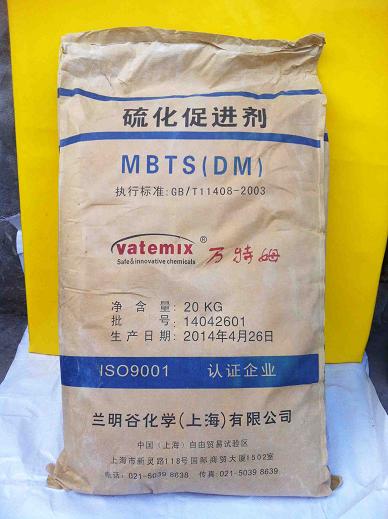 硫化促进剂
MBTS(DM)
执行标准:GB/T11408-2003
vatemix® 万特姆
Safe&innovative chemicals
净 含 量: 20 KG
批 号: 14042601
生 产 日 期: 2014年4月26日
ISO9001 认证企业
兰明谷化学(上海)有限公司
中国（上海）自由贸易试验区
上海市新灵路118号国际商贸大厦1502室
电话: 021-5039 8638 传真:021-5039 8639